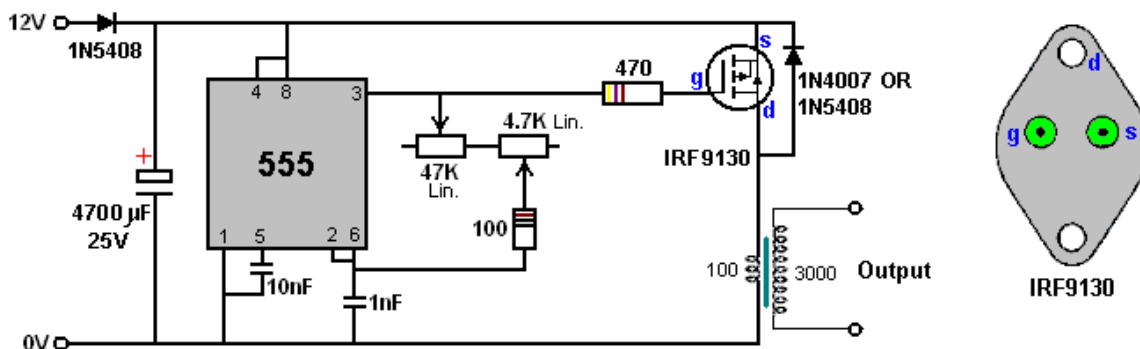 12V
1N5408
4 8 3
555
1 5 2 6
+
4700 µF
25V
10nF
1nF
47K
Lin.
4.7K Lin.
100
470
g
s
d
1N4007 OR
1N5408
IRF9130
100
3000
Output
0V
d
g
s
IRF9130